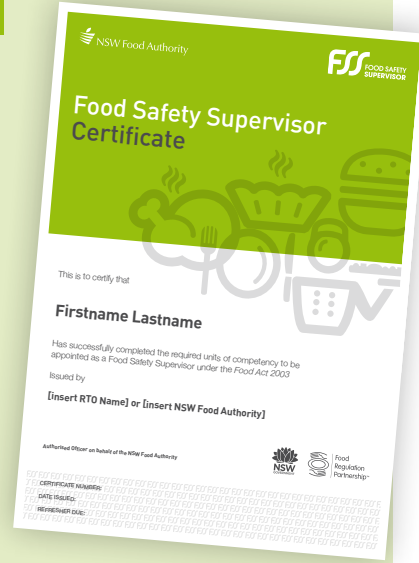 NSW Food Authority
FSS FOOD SAFETY
SUPERVISOR
Food Safety Supervisor
Certificate
This is to certify that
Firstname Lastname
Has successfully completed the required units of competency to be
appointed as a Food Safety Supervisor under the Food Act 2003
Issued by
[insert RTO Name] or [insert NSW Food Authority]
Authorised Officer on behalf of the NSW Food Authority
NSW
GOVERNMENT
Food
Regulation
Partnership
CERTIFICATE NUMBER:
DATE ISSUED:
REFRESHER DUE: